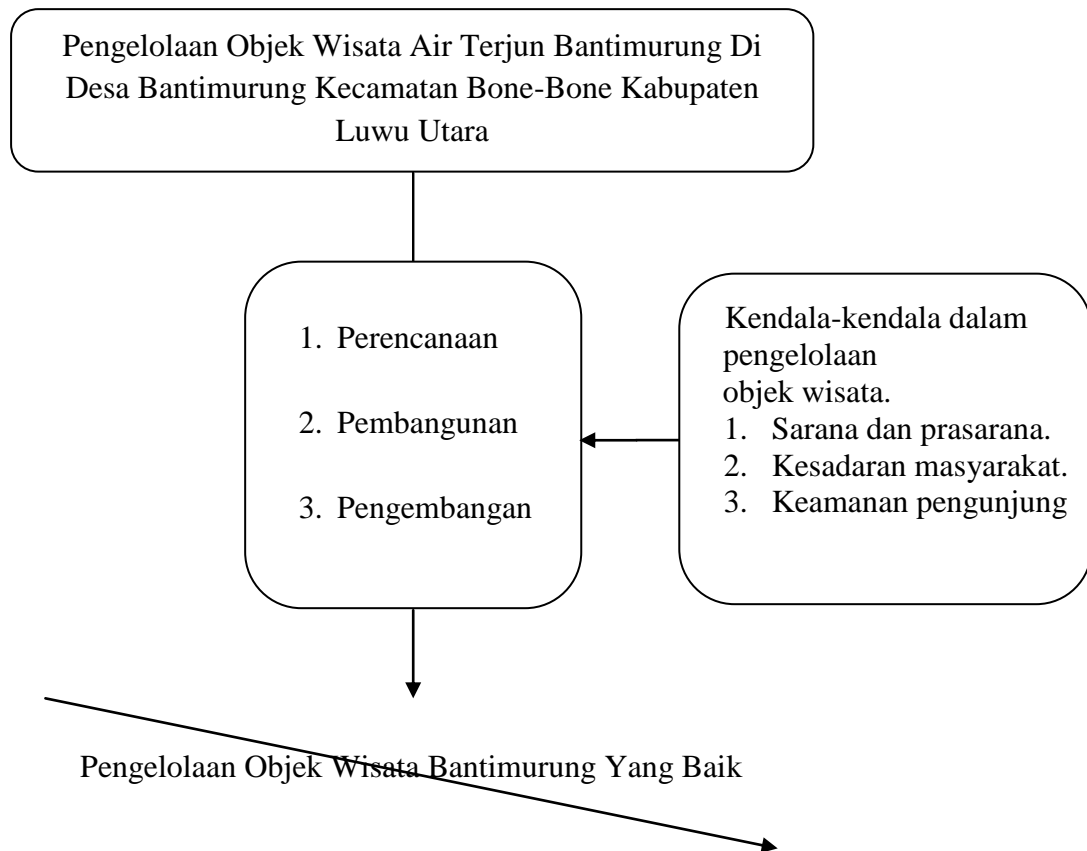 Pengelolaan Objek Wisata Air Terjun Bantimurung Di
Desa Bantimurung Kecamatan Bone-Bone Kabupaten
Luwu Utara
1. Perencanaan
2. Pembangunan
3. Pengembangan
Kendala-kendala dalam
pengelolaan
objek wisata.
1. Sarana dan prasarana.
2. Kesadaran masyarakat.
3. Keamanan pengunjung
Pengelolaan Objek Wisata Bantimurung Yang Baik